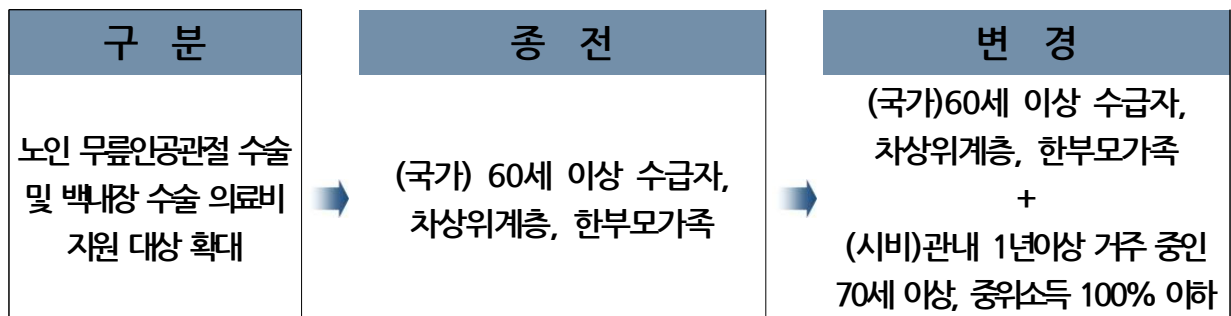 구 분
종 전
변 경
노인 무릎인공관절 수술
및 백내장 수술 의료비
지원 대상 확대
(국가) 60세 이상 수급자,
차상위계층, 한부모가족
(국가)60세 이상 수급자,
차상위계층, 한부모가족
+
(시비)관내 1년이상 거주 중인
70세 이상, 중위소득 100% 이하